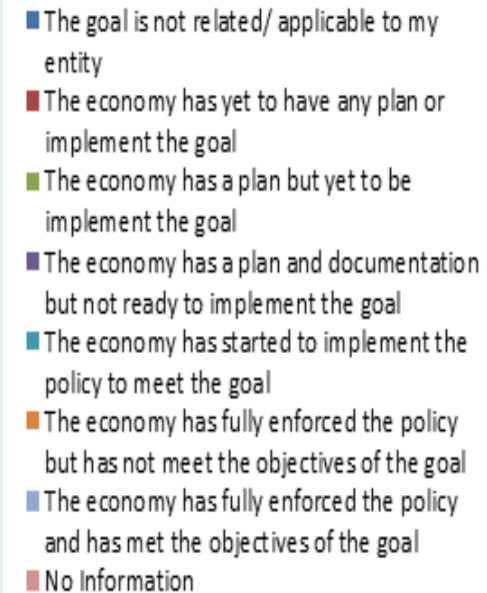 The goal is not related/ applicable to my
entity
The economy has yet to have any plan or
implement the goal
The economy has a plan but yet to be
implement the goal
The economy has a plan and documentation
but not ready to implement the goal
The economy has started to implement the
policy to meet the goal
The economy has fully enforced the policy
but has not meet the objectives of the goal
The economy has fully enforced the policy
and has met the objectives of the goal
No Information